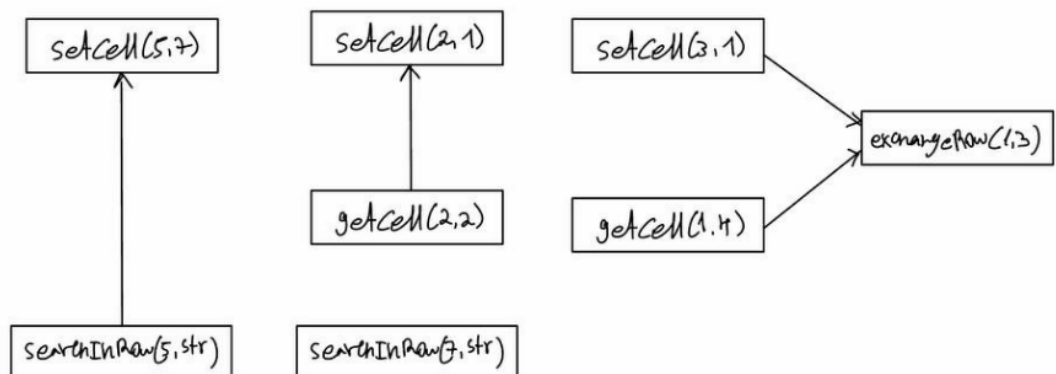 setCell(5,7)
setCell(2,1)
setCell(3,1)
exchangeRow(1,3)
getCell(2,2)
getCell(1,4)
searchInRow(5,str)
searchInRow(7,str)